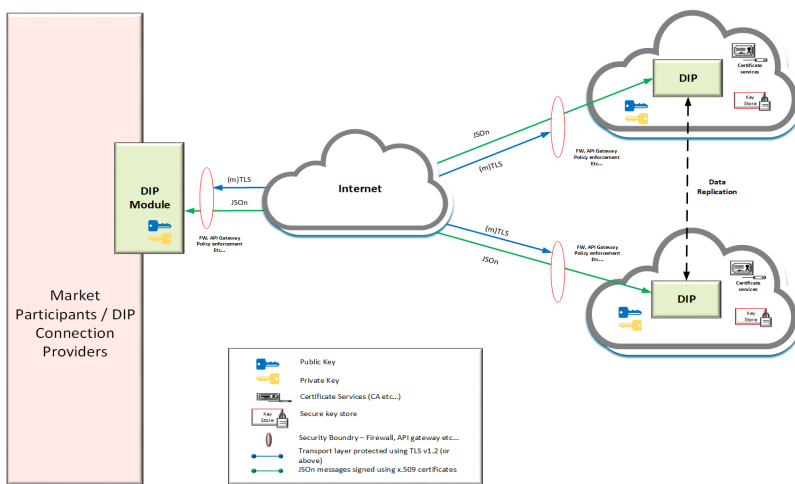 DIP
Certificate
services
Key
Store
JSOn
(m)TLS
FW, API Gateway
Policy enforcement
Etc...
Internet
DIP
Module
(m)TLS
JSOn
FW, API Gateway
Policy enforcement
Etc...
Data
Replication
(m)TLS
JSOn
FW, API Gateway
Policy enforcement
Etc...
DIP
Certificate
services
Key
Store
Market
Participants / DIP
Connection
Providers
Public Key
Private Key
Certificate Services (CA etc...)
Key
Store
Secure key store
Security Boundry – Firewall, API gateway etc...
Transport layer protected using TLS v1.2 (or
above)
JSOn messages signed using x.509 certificates